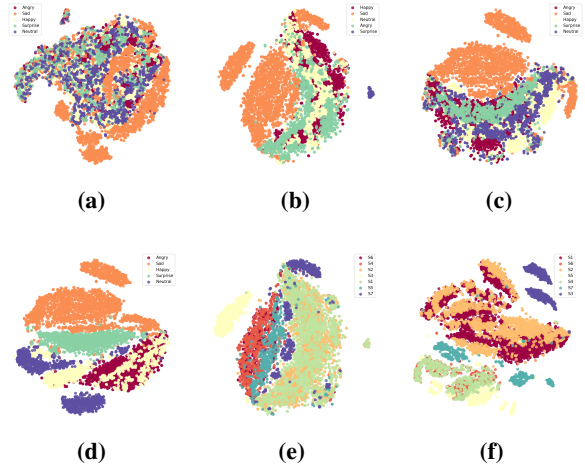 Angry
Sad
Happy
Surprise
Neutral
Happy
Sad
Neutral
Angry
Surprise
Angry
Sad
Happy
Surprise
Neutral
(a)
(b)
(c)
Angry
Sad
Happy
Surprise
Neutral
S6
S4
S2
S3
S1
S5
S7
S1
S6
S2
S5
S4
S7
S3
(d)
(e)
(f)